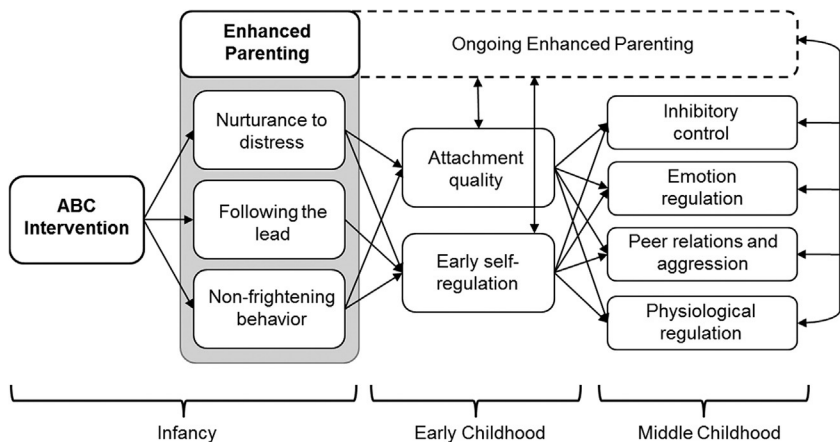 Enhanced
Parenting
Ongoing Enhanced Parenting
Nurturance to
distress
Attachment
quality
Inhibitory
control
Emotion
regulation
ABC
Intervention
Following the
lead
Early self-
regulation
Peer relations and
aggression
Non-frightening
behavior
Physiological
regulation
Infancy
Early Childhood
Middle Childhood